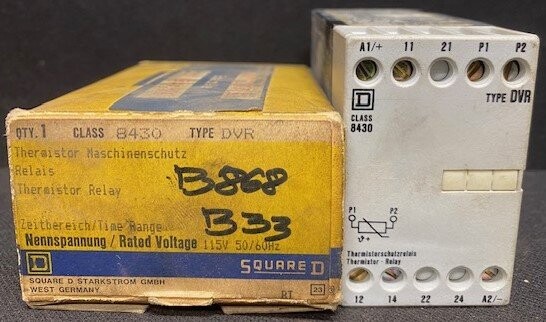 QTY. 1 CLASS 8430 TYPE DVR
Thermistor Maschinenschutz
Relais
Thermistor Relay
B868
B33
Zeitbereich/Time Range
Nennspannung / Rated Voltage 115V 50/60Hz
D SQUARE D
SQUARE D STARKSTROM GMBH
WEST GERMANY RT 23
A1/+ 11 21 P1 P2
D TYPE DVR
CLASS
8430
P1 P2
ϑ+
Thermistorschutzrelais
Thermistor - Relay
12 14 22 24 A2/-